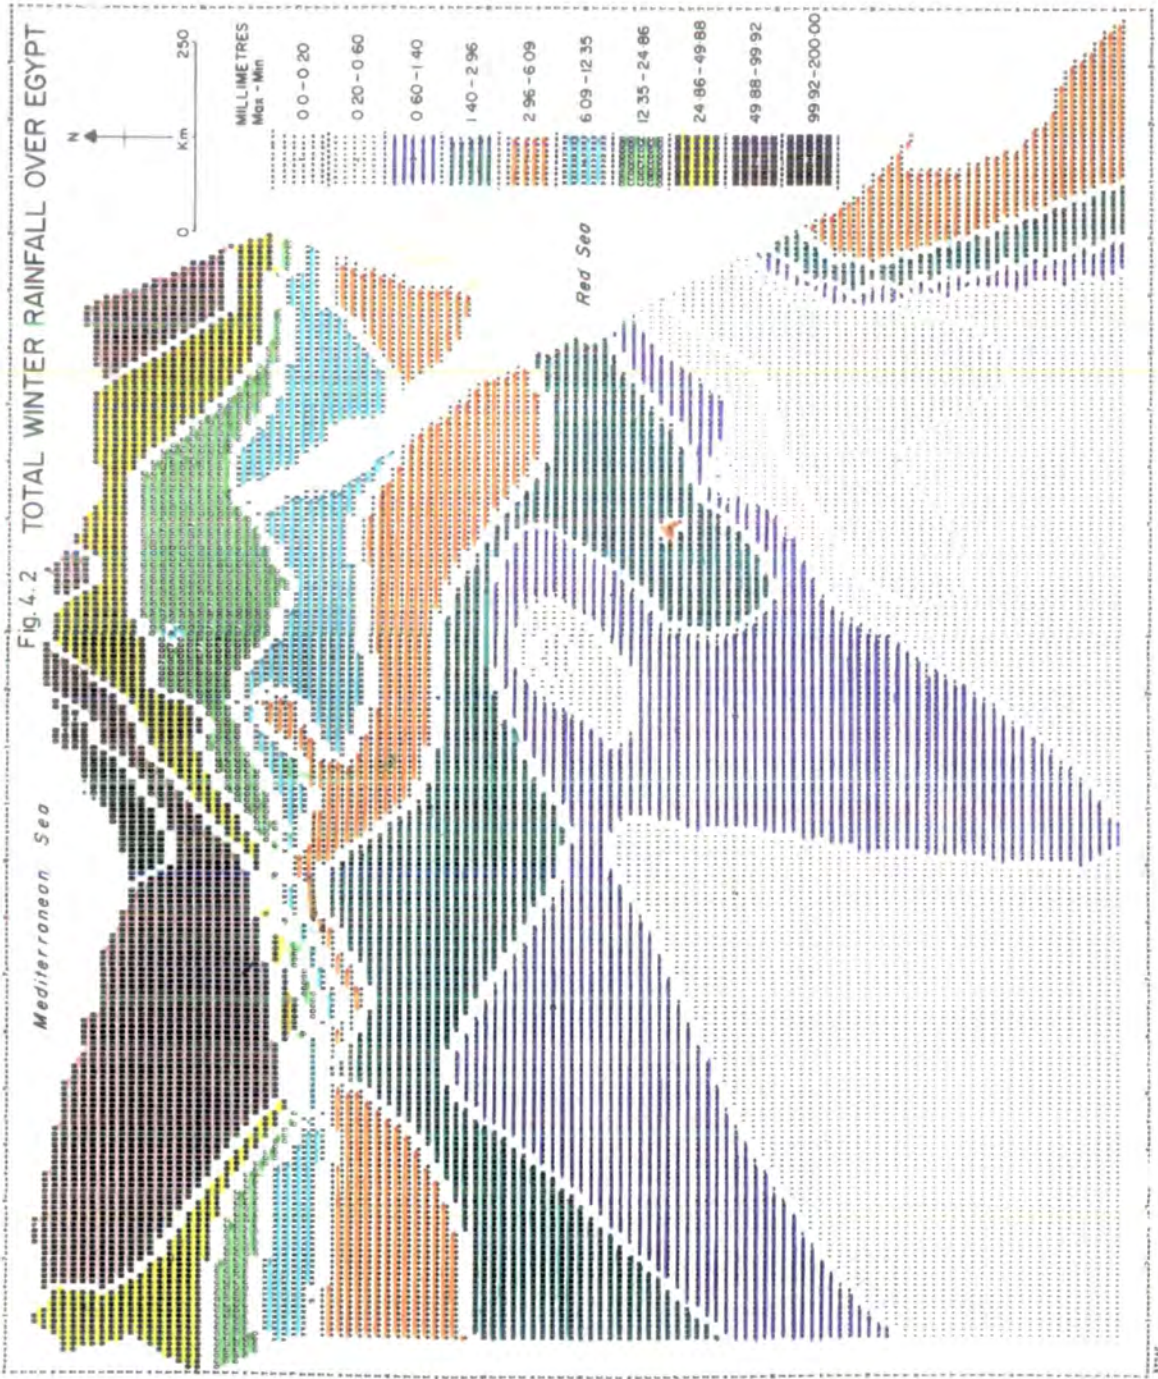 Fig. 4.2 TOTAL WINTER RAINFALL OVER EGYPT
N
0 Km 250
MILLIMETRES
Max - Min
0 0 - 0·20
0 20 - 0·60
0 60 - 1·40
1 40 - 2 96
2 96 - 6 09
6 09 - 12 35
12 35 - 24·86
24·86 - 49·88
49·88 - 99·92
99·92 - 200·00
Mediterranean Sea
Red Sea